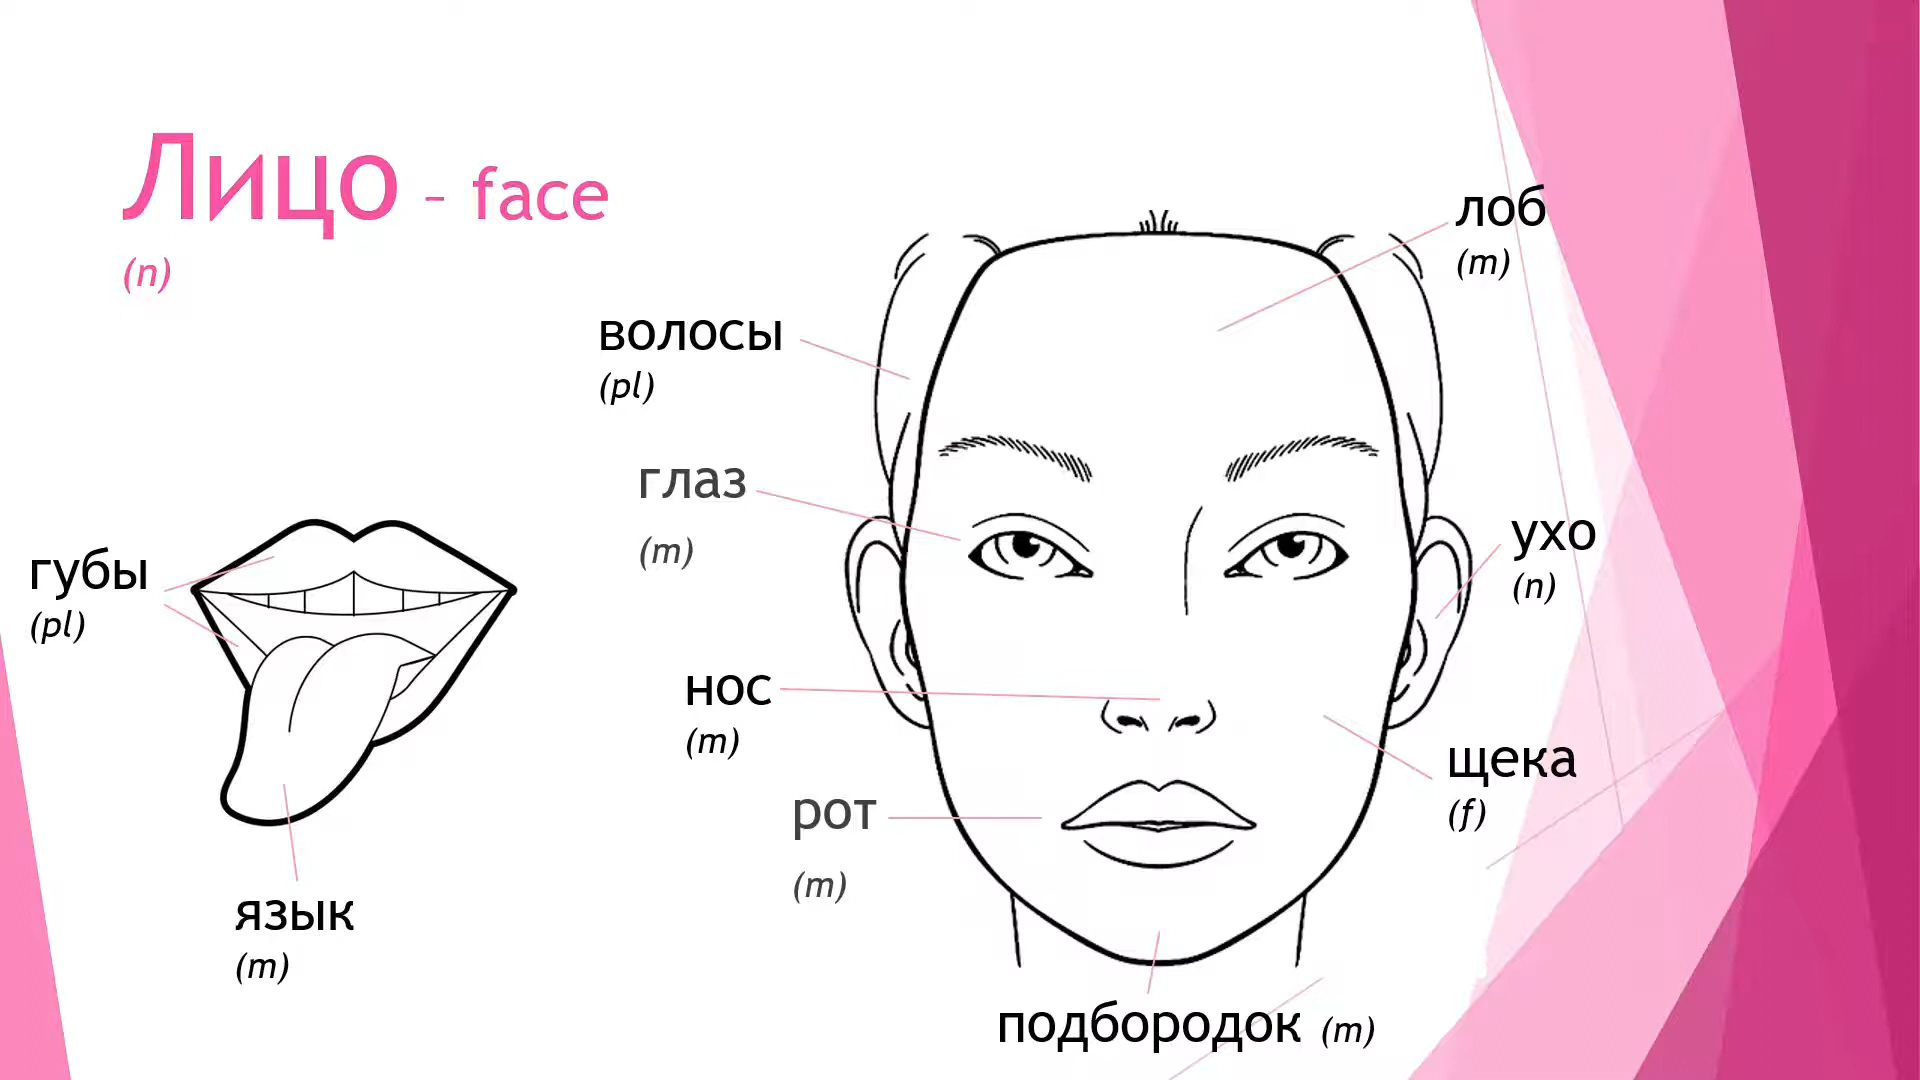 Лицо - face
(n)
лоб
(m)
волосы
(pl)
глаз
(m)
ухо
(n)
губы
(pl)
нос
(m)
щека
(f)
рот
(m)
язык
(m)
подбородок (m)